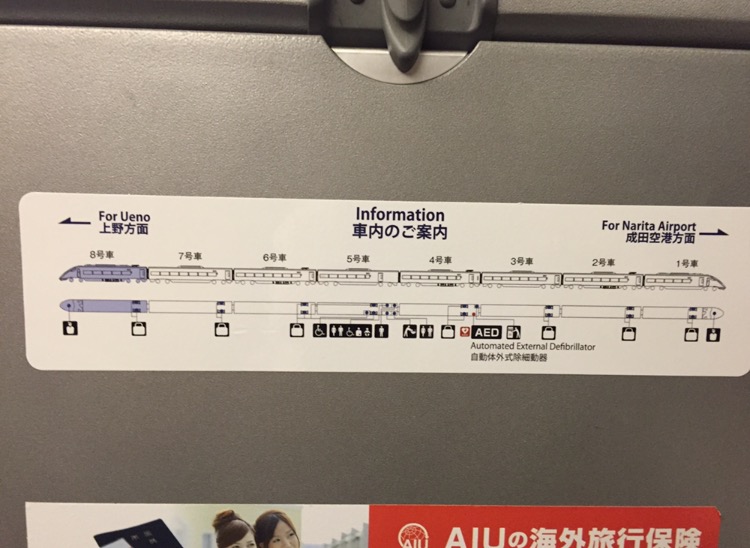 For Ueno
上野方面
Information
車内のご案内
For Narita Airport
成田空港方面
8号車 7号車 6号車 5号車 4号車 3号車 2号車 1号車
AED
Automated External Defibrillator
自動体外式除細動器
AIU
AIUの海外旅行保険